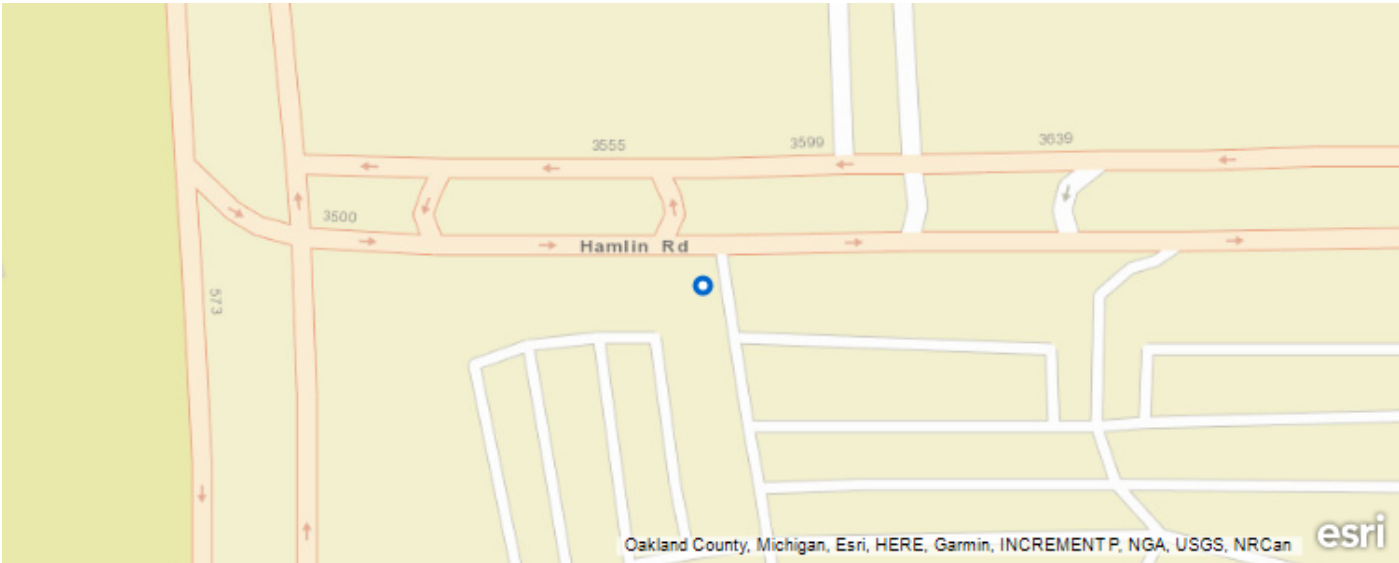 3555
3599
3639
3500
Hamlin Rd
573
Oakland County, Michigan, Esri, HERE, Garmin, INCREMENT P, NGA, USGS, NRCan
esri